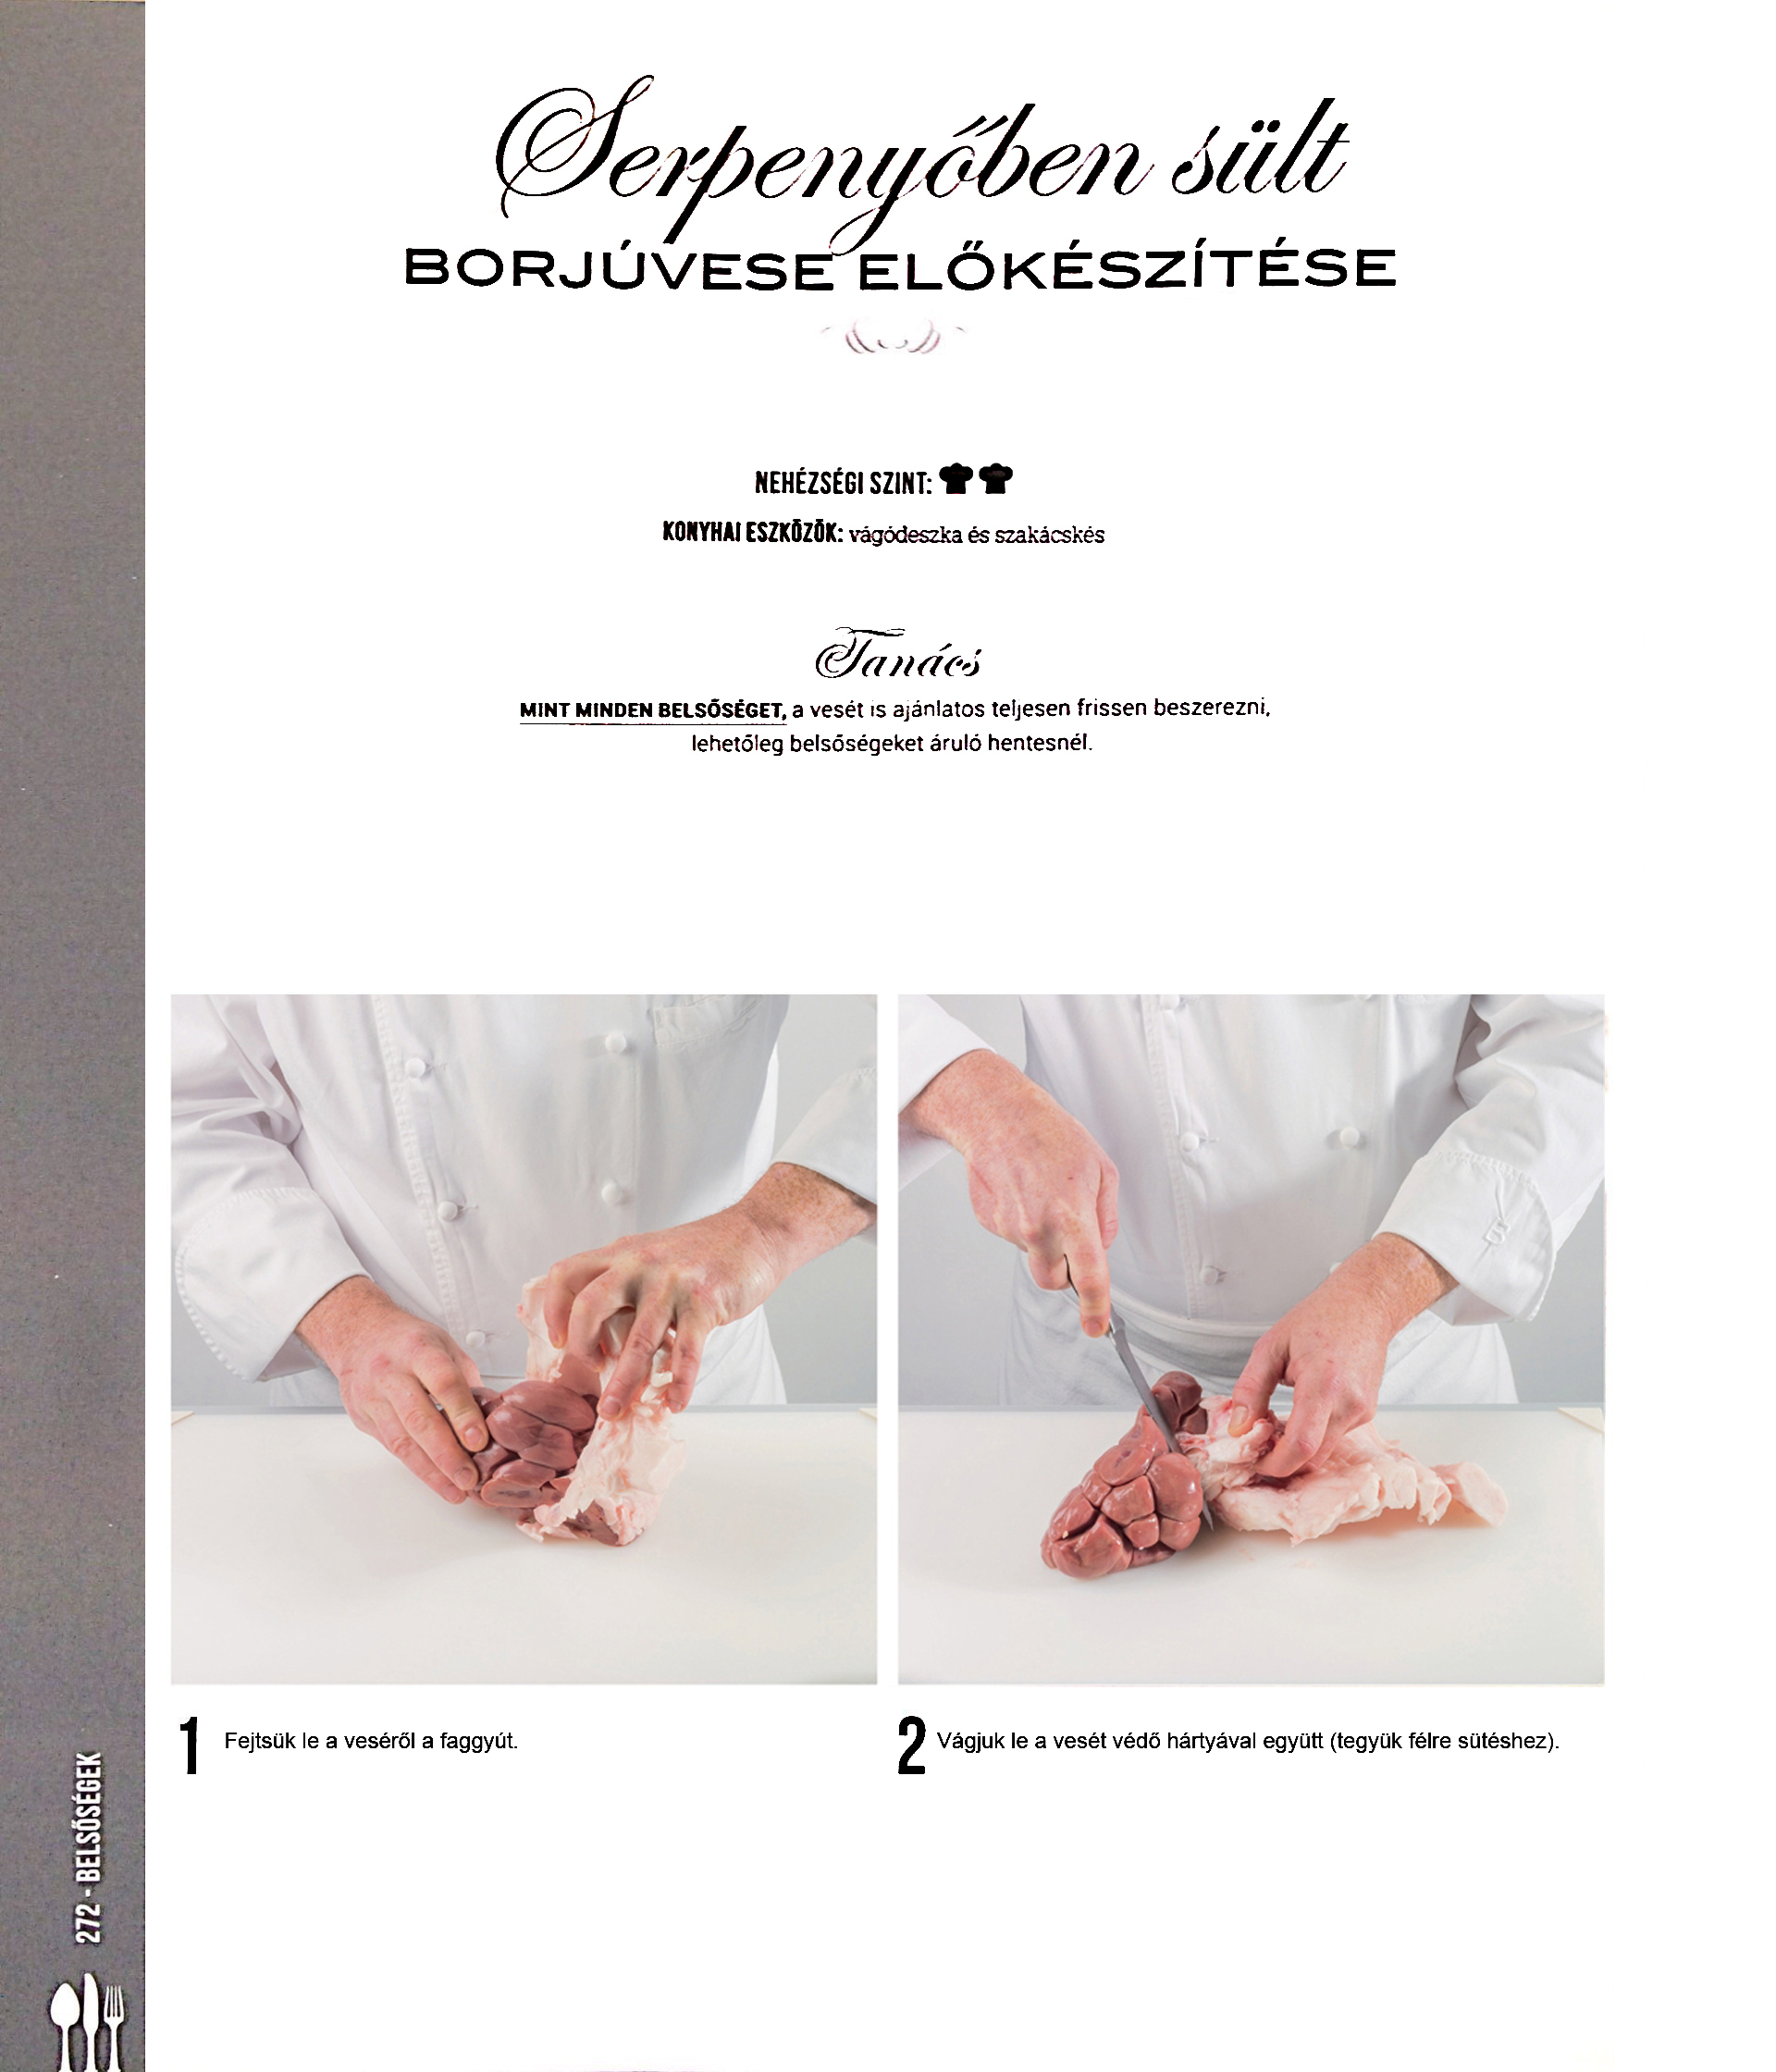 Serpenyőben sült
BORJÚVESE ELŐKÉSZÍTÉSE
NEHÉZSÉGI SZINT:
KONYHAI ESZKÖZÖK: vágódeszka és szakácskés
Tanács
MINT MINDEN BELSŐSÉGET, a vesét is ajánlatos teljesen frissen beszerezni,
lehetőleg belsőségeket áruló hentesnél.
1 Fejtsük le a veséről a faggyút.
2 Vágjuk le a vesét védő hártyával együtt (tegyük félre sütéshez).
272 - BELSŐSÉGEK